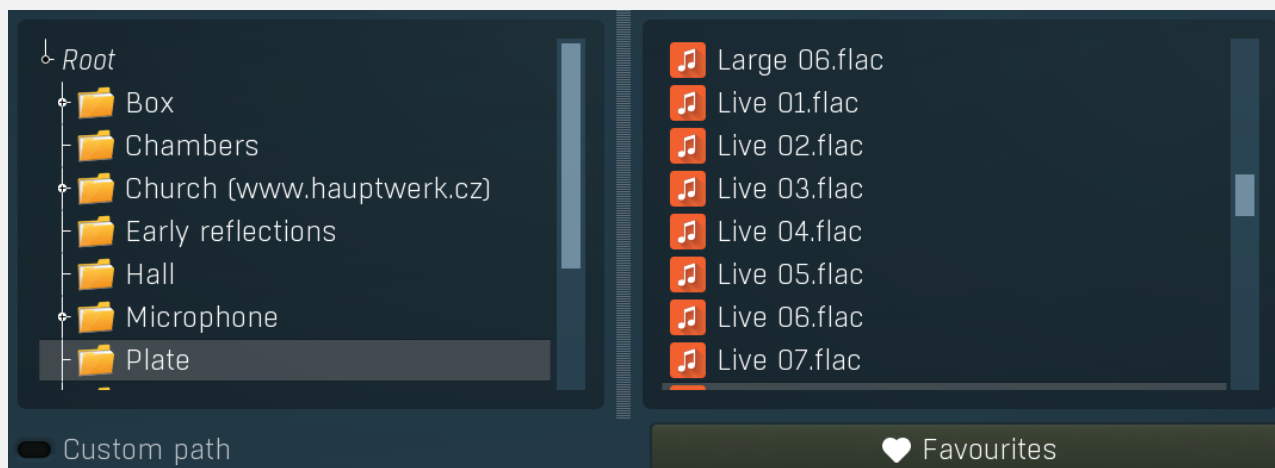 Root
Box
Chambers
Church (www.hauptwerk.cz)
Early reflections
Hall
Microphone
Plate
Custom path
Large 06.flac
Live 01.flac
Live 02.flac
Live 03.flac
Live 04.flac
Live 05.flac
Live 06.flac
Live 07.flac
Favourites